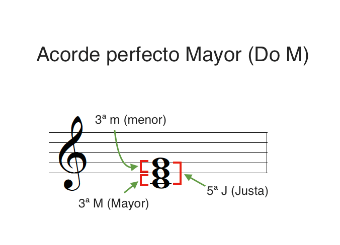 Acorde perfecto Mayor (Do M)
3ª m (menor)
3ª M (Mayor)
5ª J (Justa)